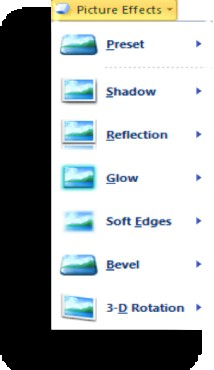 Picture Effects
Preset
Shadow
Reflection
Glow
Soft Edges
Bevel
3-D Rotation